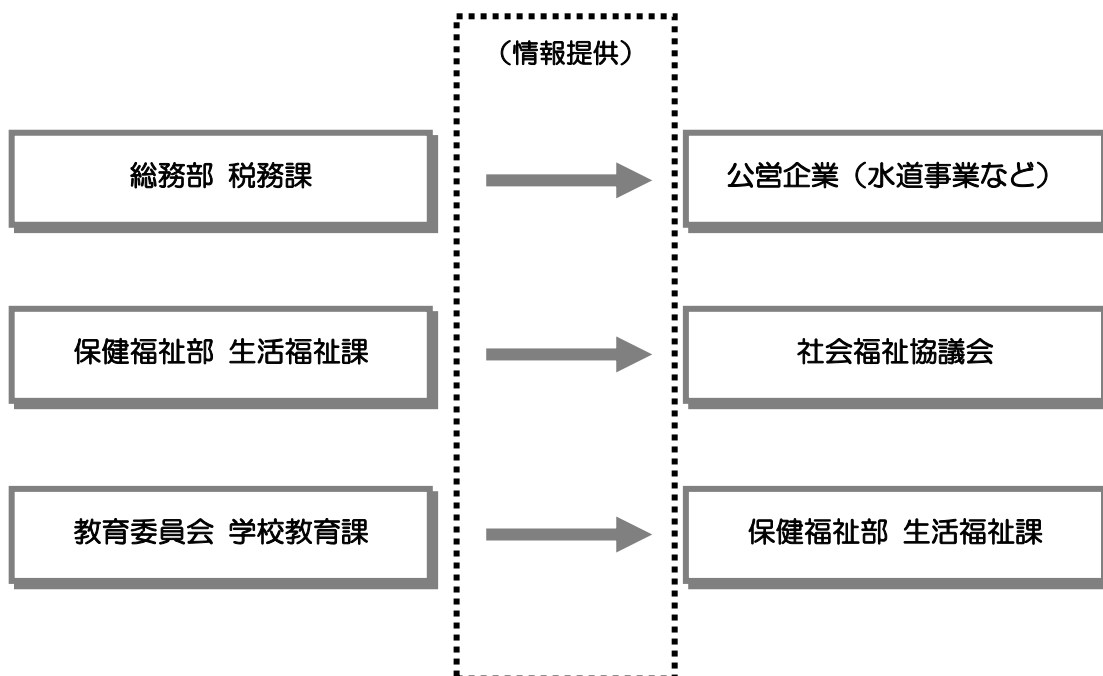 （情報提供）
総務部 税務課
公営企業（水道事業など）
保健福祉部 生活福祉課
社会福祉協議会
教育委員会 学校教育課
保健福祉部 生活福祉課